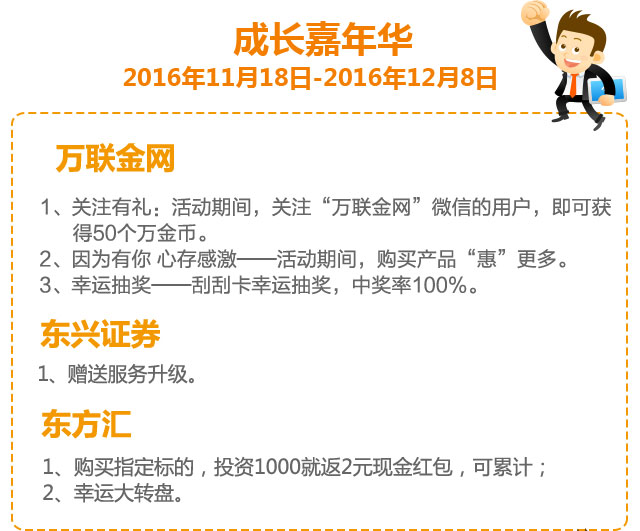 成长嘉年华
2016年11月18日-2016年12月8日
万联金网
1、关注有礼：活动期间，关注“万联金网”微信的用户，即可获
得50个万金币。
2、因为有你 心存感激——活动期间，购买产品“惠”更多。
3、幸运抽奖——刮刮卡幸运抽奖，中奖率100%。
东兴证券
1、赠送服务升级。
东方汇
1、购买指定标的，投资1000就返2元现金红包，可累计；
2、幸运大转盘。